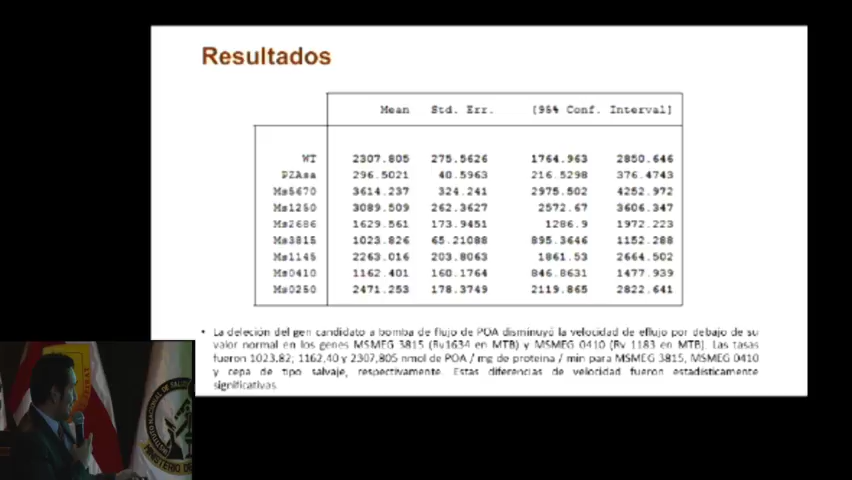 Resultados
Mean Std. Err. [95% Conf. Interval]
WT 2307.805 275.5626 1764.963 2850.646
PZAsa 296.5021 40.5963 216.5298 376.4743
Ms5670 3614.237 324.241 2975.502 4252.972
Ms1250 3089.509 262.3627 2572.67 3606.347
Ms2686 1629.561 173.9451 1286.9 1972.223
Ms3815 1023.826 65.21088 895.3646 1152.288
Ms1145 2263.016 203.8063 1861.53 2664.502
Ms0410 1162.401 160.1764 846.8631 1477.939
Ms0250 2471.253 178.3749 2119.865 2822.641
• La deleción del gen candidato a bomba de flujo de POA disminuyó la velocidad de eflujo por debajo de su
valor normal en los genes MSMEG 3815 (Rv1634 en MTB) y MSMEG 0410 (Rv 1183 en MTB). Las tasas
fueron 1023,82; 1162,40 y 2307,805 nmol de POA / mg de proteina / min para MSMEG 3815, MSMEG 0410
y cepa de tipo salvaje, respectivamente. Estas diferencias de velocidad fueron estadísticamente
significativas.
MINISTERIO DE